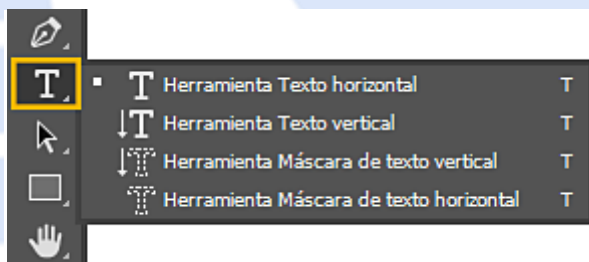 T
T Herramienta Texto horizontal T
T Herramienta Texto vertical T
T Herramienta Máscara de texto vertical T
T Herramienta Máscara de texto horizontal T